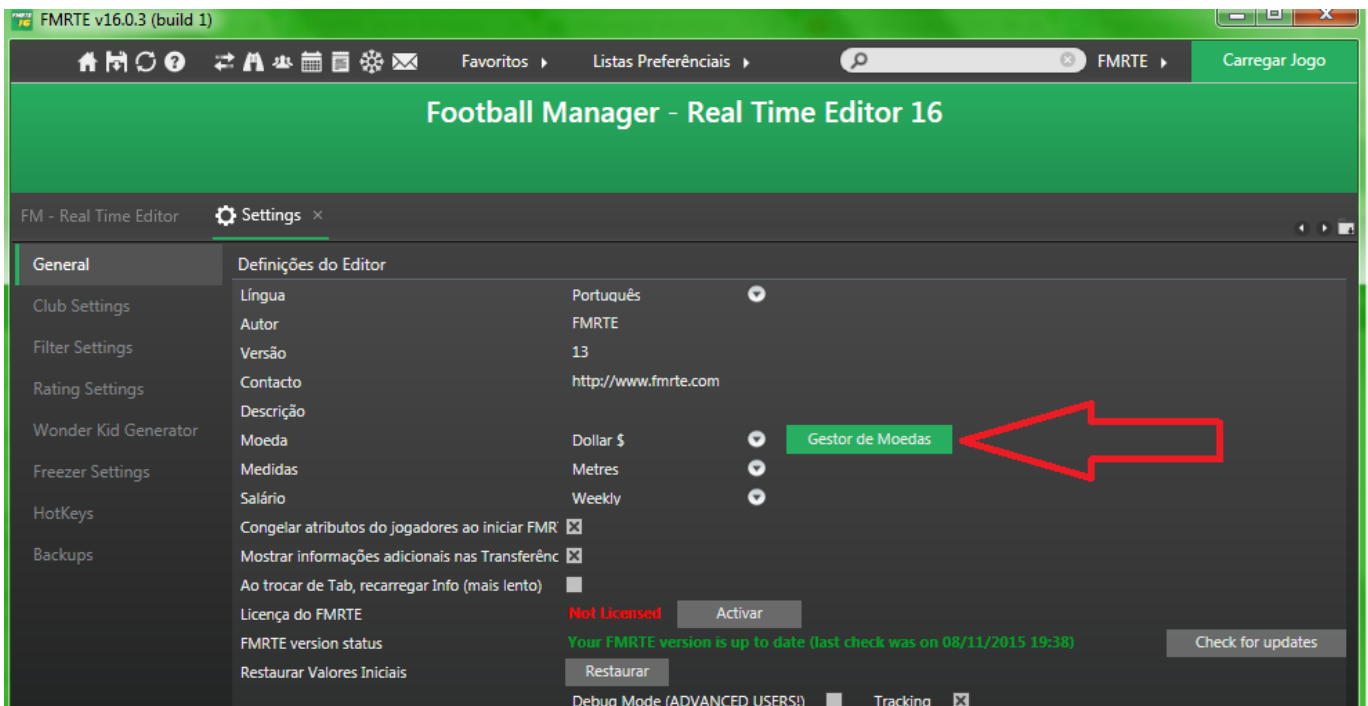 FMRTE v16.0.3 (build 1)
Favoritos Listas Preferênciais FMRTE Carregar Jogo
Football Manager - Real Time Editor 16
FM - Real Time Editor Settings
General
Club Settings
Filter Settings
Rating Settings
Wonder Kid Generator
Freezer Settings
HotKeys
Backups
Definições do Editor
Língua Português
Autor FMRTE
Versão 13
Contacto http://www.fmrte.com
Descrição
Moeda Dollar $ Gestor de Moedas
Medidas Metres
Salário Weekly
Congelar atributos do jogadores ao iniciar FMR
Mostrar informações adicionais nas Transferênc
Ao trocar de Tab, recarregar Info (mais lento)
Licença do FMRTE Not Licensed Activar
FMRTE version status Your FMRTE version is up to date (last check was on 08/11/2015 19:38) Check for updates
Restaurar Valores Iniciais Restaurar
Debug Mode (ADVANCED USERS!) Tracking